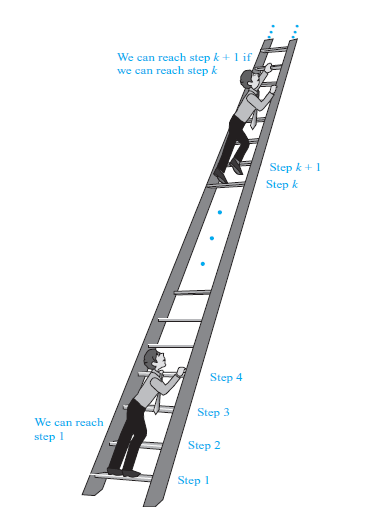 We can reach step k + 1 if
we can reach step k
Step k + 1
Step k
Step 4
Step 3
We can reach
step 1
Step 2
Step 1